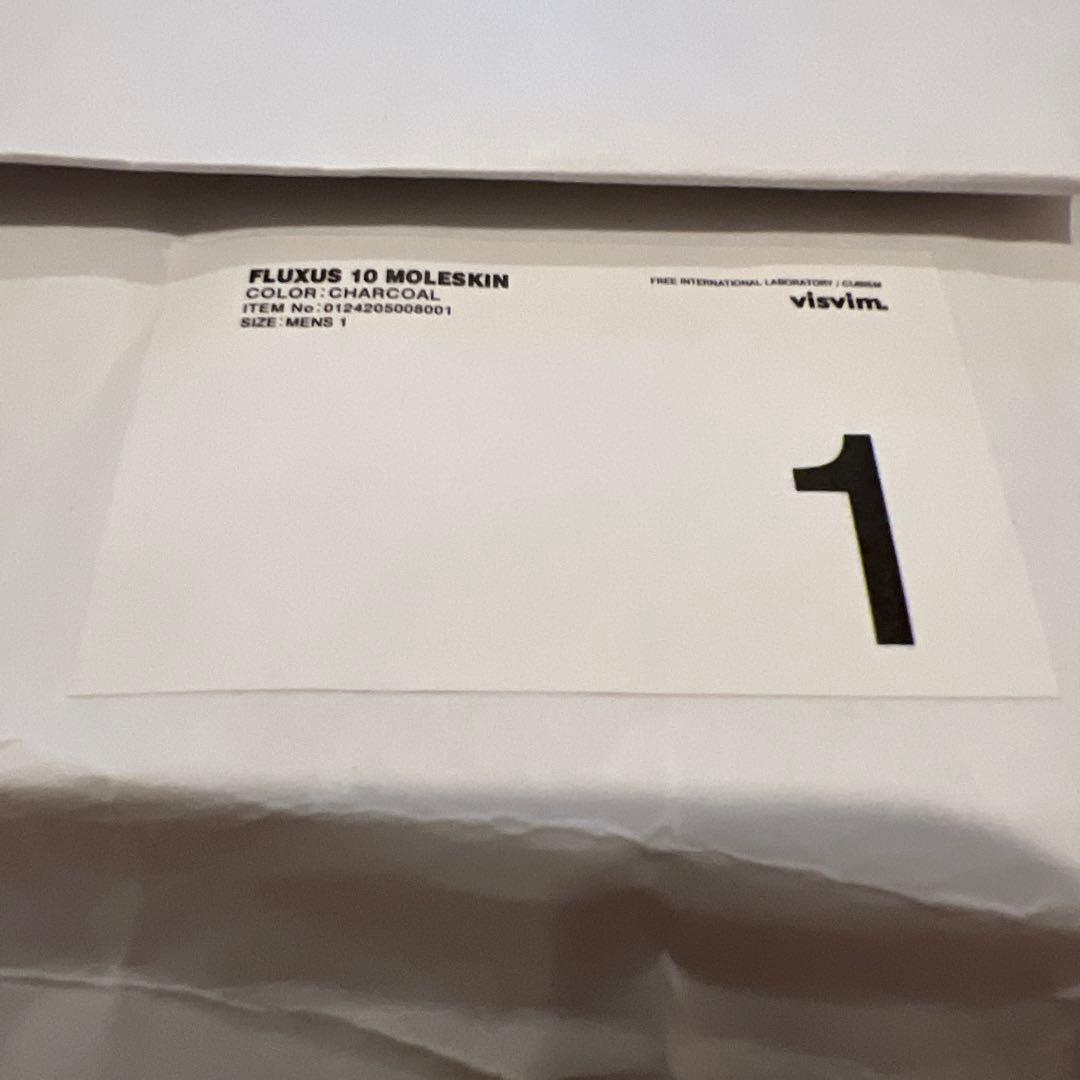 FLUXUS 10 MOLESKIN
COLOR:CHARCOAL
ITEM No:0124205008001
SIZE:MENS 1
FREE INTERNATIONAL LABORATORY / CUBISM
visvim.
1